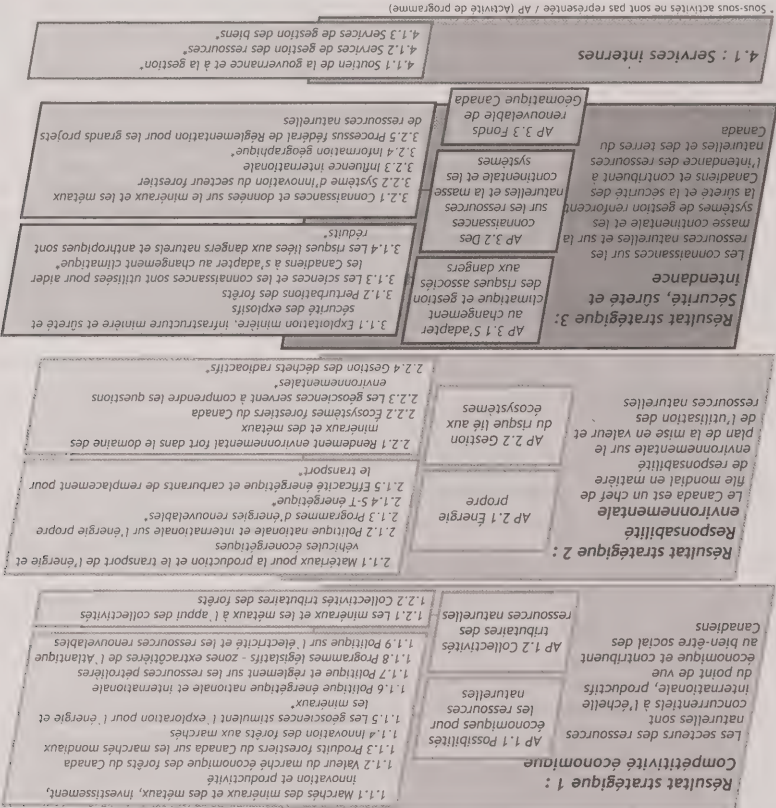 Résultat stratégique 1 :
Compétitivité économique
Les secteurs des ressources
naturelles sont
concurrentiels à l'échelle
internationale, productifs
du point de vue
économique et contribuent
au bien-être social des
Canadiens
AP 1.1 Possibilités
économiques pour
les ressources
naturelles
1.1.1 Marchés des minéraux et des métaux, investissement,
innovation et productivité
1.1.2 Valeur du marché économique des forêts du Canada
1.1.3 Produits forestiers du Canada sur les marchés mondiaux
1.1.4 Innovation des forêts aux marchés
1.1.5 Les géosciences stimulent l'exploration pour l'énergie et
les minéraux*
1.1.6 Politique énergétique nationale et internationale
1.1.7 Politique et règlement sur les ressources pétrolières
1.1.8 Programmes législatifs - zones extracôtières de l'Atlantique
1.1.9 Politique sur l'électricité et les ressources renouvelables
AP 1.2 Collectivités
tributaires des
ressources naturelles
1.2.1 Les minéraux et les métaux à l'appui des collectivités
1.2.2 Collectivités tributaires des forêts
Résultat stratégique 2 :
Responsabilité
environnementale
Le Canada est un chef de
file mondial en matière
de responsabilité
environnementale sur le
plan de la mise en valeur et
de l'utilisation des
ressources naturelles
AP 2.1 Énergie
propre
2.1.1 Matériaux pour la production et le transport de l'énergie et
véhicules écoénergétiques
2.1.2 Politique nationale et internationale sur l'énergie propre
2.1.3 Programmes d'énergies renouvelables*
2.1.4 S-T énergétique*
2.1.5 Efficacité énergétique et carburants de remplacement pour
le transport*
AP 2.2 Gestion
du risque lié aux
écosystèmes
2.2.1 Rendement environnemental fort dans le domaine des
minéraux et des métaux
2.2.2 Écosystèmes forestiers du Canada
2.2.3 Les géosciences servent à comprendre les questions
environnementales*
2.2.4 Gestion des déchets radioactifs*
Résultat stratégique 3:
Sécurité, sûreté et
intendance
Les connaissances sur les
ressources naturelles et sur la
masse continentale et les
systèmes de gestion renforcent
la sûreté et la sécurité des
Canadiens et contribuent à
l'intendance des ressources
naturelles et des terres du
Canada
AP 3.1 S'adapter
au changement
climatique et gestion
des risques associés
aux dangers
3.1.1 Exploitation minière, infrastructure minière et sûreté et
sécurité des explosifs
3.1.2 Perturbations des forêts
3.1.3 Les sciences et les connaissances sont utilisées pour aider
les Canadiens à s'adapter au changement climatique*
3.1.4 Les risques liées aux dangers naturels et anthropiques sont
réduits*
AP 3.2 Des
connaissances
sur les ressources
naturelles et la masse
continentale et les
systèmes
3.2.1 Connaissances et données sur le minéraux et les métaux
3.2.2 Système d'innovation du secteur forestier
3.2.3 Influence internationale
3.2.4 Information géographique*
3.2.5 Processus fédéral de Réglementation pour les grands projets
de ressources naturelles
AP 3.3 Fonds
renouvelable de
Géomatique Canada
4.1 : Services internes
4.1.1 Soutien de la gouvernance et à la gestion*
4.1.2 Services de gestion des ressources*
4.1.3 Services de gestion des biens*
* Sous-sous activités ne sont pas représentée / AP (Activité de programme)